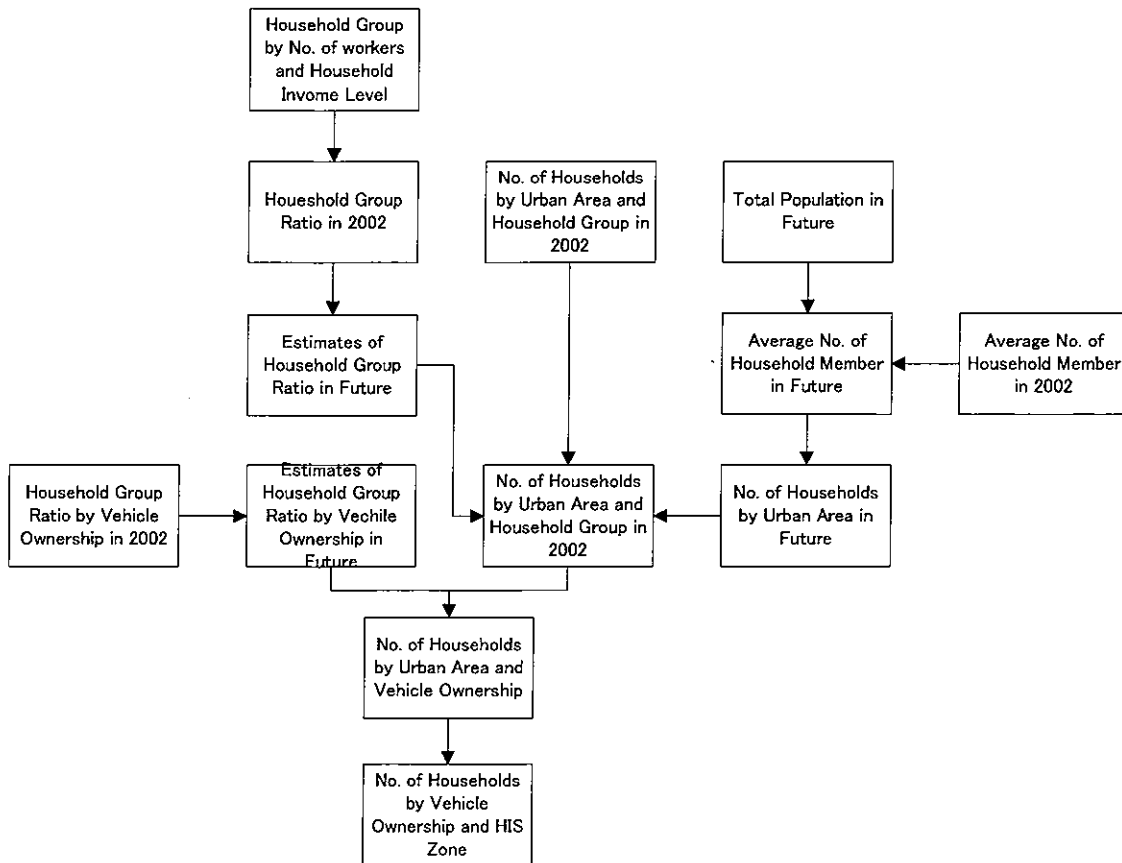 Household Group
by No. of workers
and Household
Invome Level
Houeshold Group
Ratio in 2002
No. of Households
by Urban Area and
Household Group in
2002
Total Population in
Future
Estimates of
Household Group
Ratio in Future
Average No. of
Household Member
in Future
Average No. of
Household Member
in 2002
Household Group
Ratio by Vehicle
Ownership in 2002
Estimates of
Household Group
Ratio by Vechile
Ownership in
Future
No. of Households
by Urban Area and
Household Group in
2002
No. of Households
by Urban Area in
Future
No. of Households
by Urban Area and
Vehicle Ownership
No. of Households
by Vehicle
Ownership and HIS
Zone